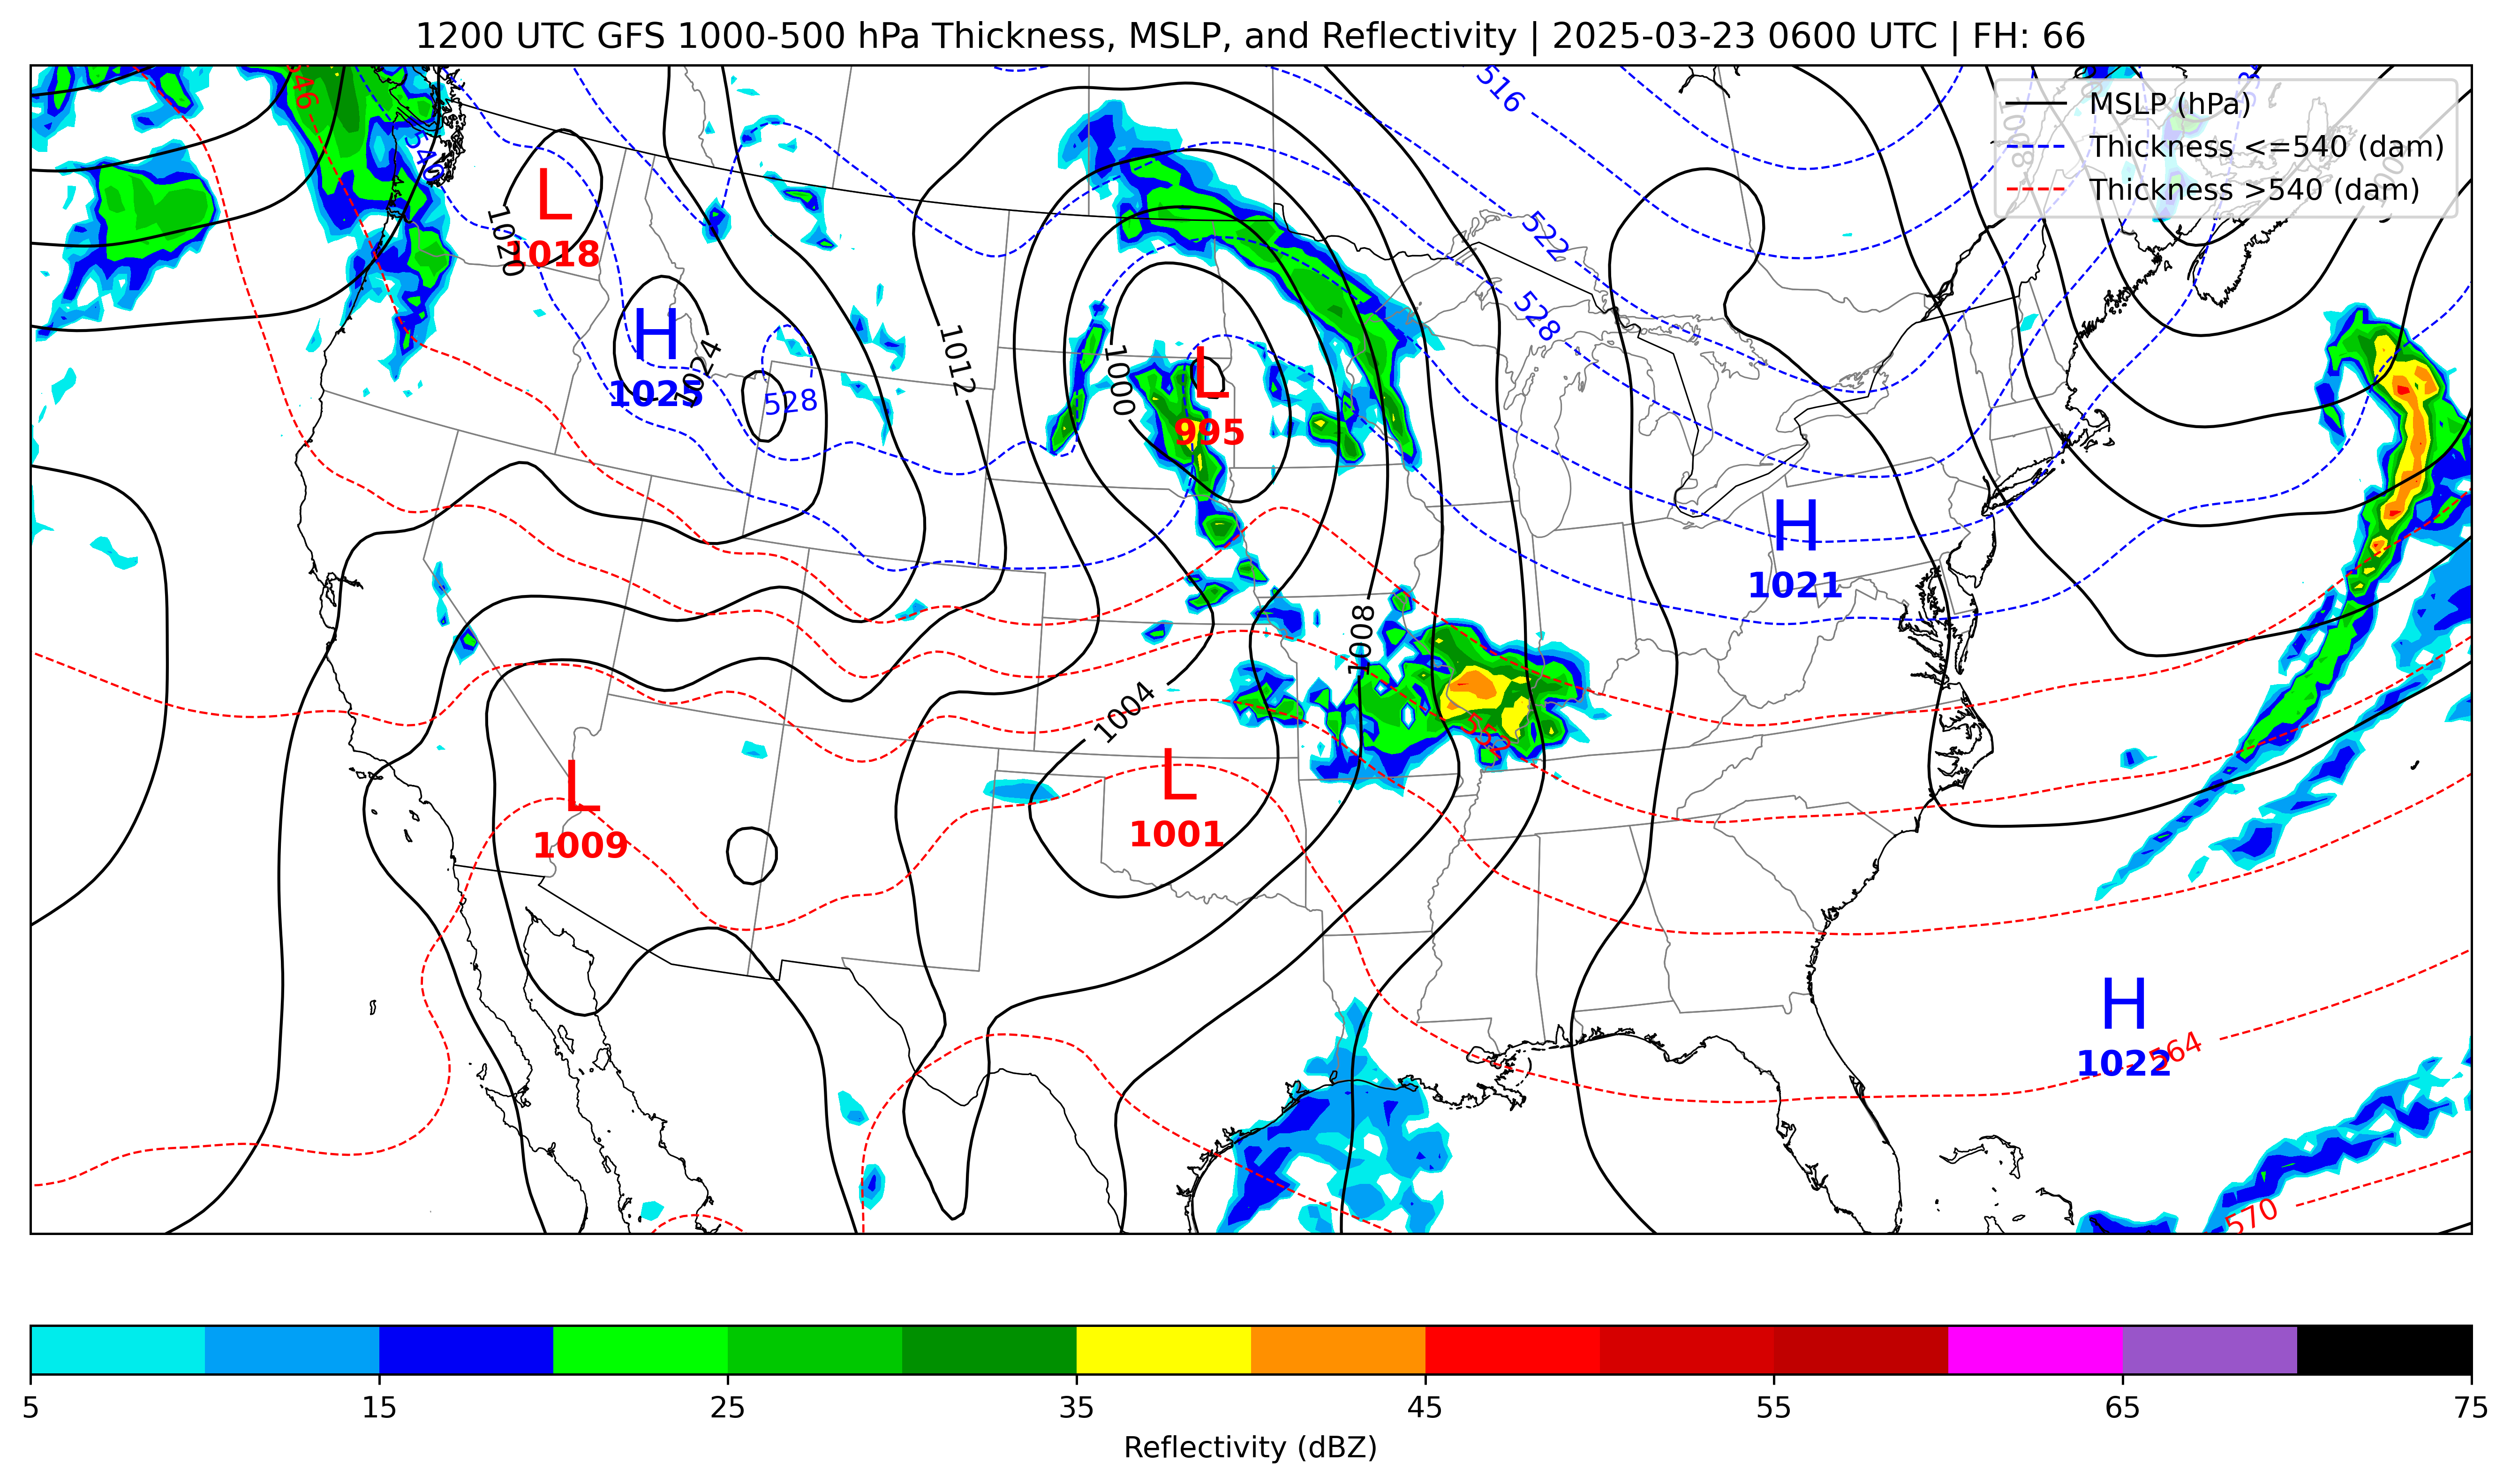 1200 UTC GFS 1000-500 hPa Thickness, MSLP, and Reflectivity | 2025-03-23 0600 UTC | FH: 66
MSLP (hPa)
Thickness <=540 (dam)
Thickness >540 (dam)
546
540
516
1008
L
1018
1020
522
528
H
1025
1024
528
1012
1000
L
995
H
1021
1008
1004
552
L
1009
L
1001
H
1022
564
570
5
15
25
35
45
55
65
75
Reflectivity (dBZ)